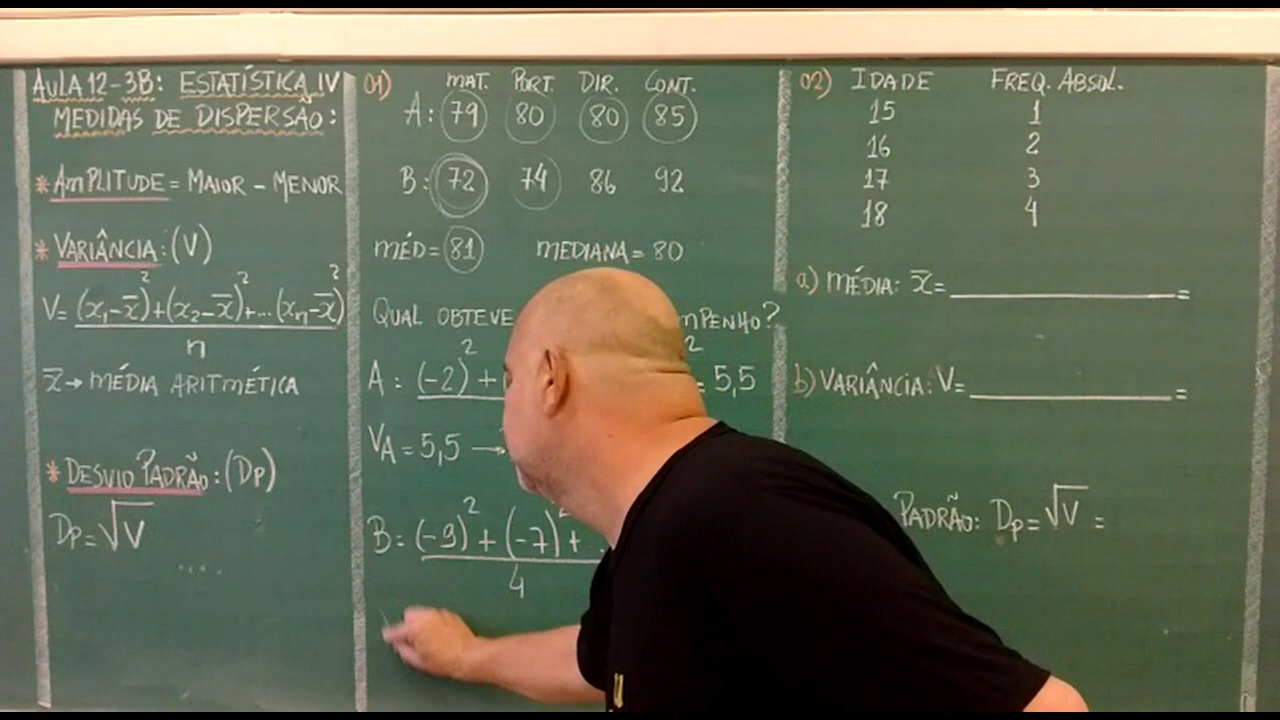 AULA 12-3B: ESTATÍSTICA IV
MEDIDAS DE DISPERSÃO:
* AMPLITUDE = MAIOR - MENOR
* VARIÂNCIA: (V)
V = (x₁-x̄)²+(x₂-x̄)²+...(xₙ-x̄)²
n
x̄→ MÉDIA ARITMÉTICA
* DESVIO PADRÃO: (Dp)
Dp = √V
01) MAT. PORT. DIR. CONT.
A: 79 80 80 85
B: 72 74 86 92
MÉD = 81 MEDIANA = 80
QUAL OBTEVE
MPENHO?
A: (-2)² +
² = 5,5
VA = 5,5 →
B = (-9)² + (-7)² + ..
4
02) IDADE FREQ. ABSOL.
15 1
16 2
17 3
18 4
a) MÉDIA: x̄ = =
b) VARIÂNCIA: V = =
PADRÃO: Dp = √V =